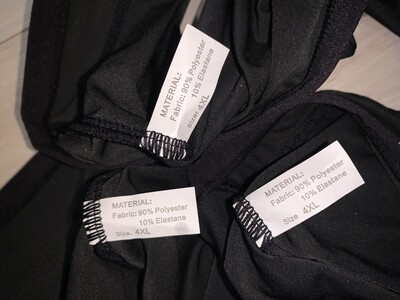 MATERIAL:
Fabric: 90% Polyester
10% Elastane
Size: 4XL
MATERIAL:
Fabric: 90% Polyester
10% Elastane
Size. 4XL
MATERIAL:
Fabric: 90% Polyester
10% Elastane
Size 4XL